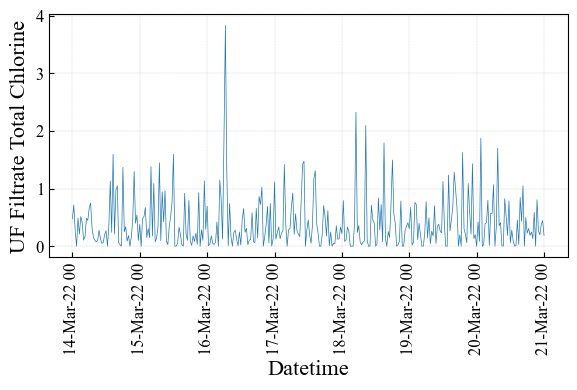 UF Filtrate Total Chlorine
4
3
2
1
0
14-Mar-22 00
15-Mar-22 00
16-Mar-22 00
17-Mar-22 00
18-Mar-22 00
19-Mar-22 00
20-Mar-22 00
21-Mar-22 00
Datetime